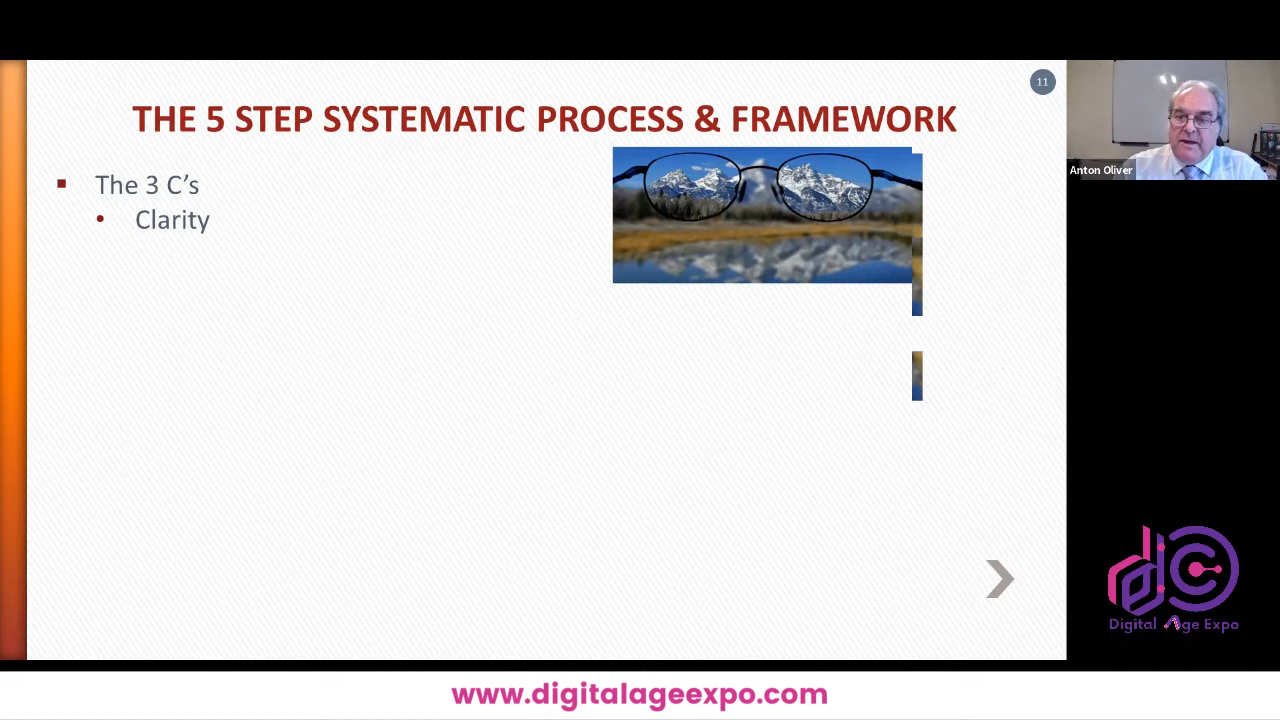 11
THE 5 STEP SYSTEMATIC PROCESS & FRAMEWORK
The 3 C’s
Clarity
Anton Oliver
Digital Age Expo
www.digitalageexpo.com